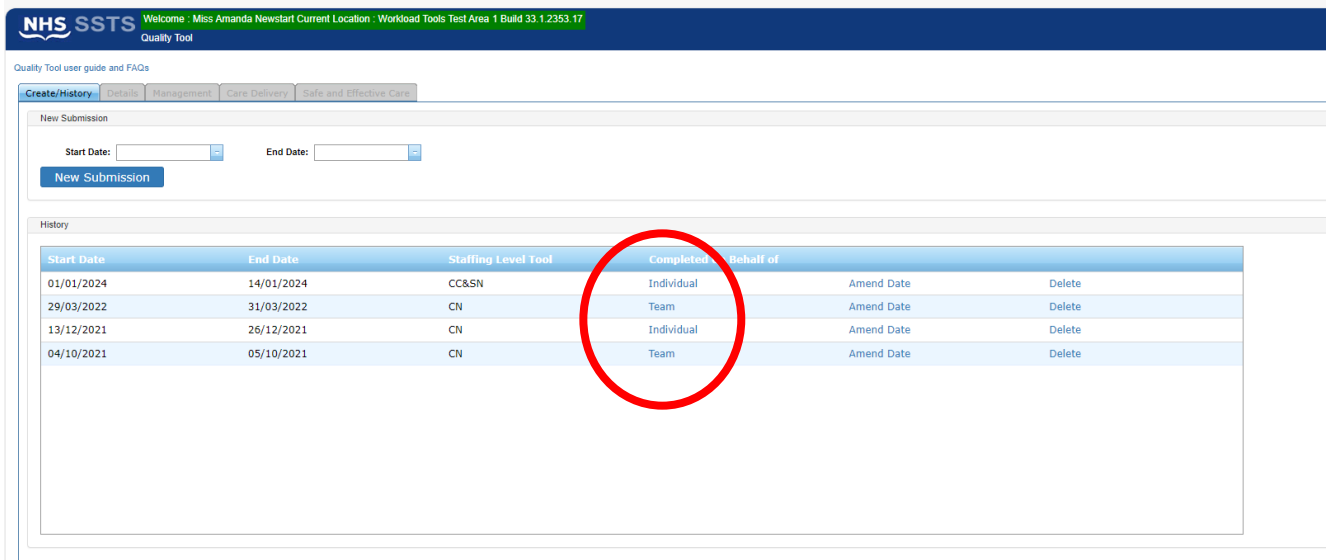 NHS SSTS Welcome : Miss Amanda Newstart Current Location : Workload Tools Test Area 1 Build 33.1.2353.17
Quality Tool
Quality Tool user guide and FAQs
Create/History Details Management Care Delivery Safe and Effective Care
New Submission
Start Date: End Date:
New Submission
History
Start Date End Date Staffing Level Tool Completed Behalf of
01/01/2024 14/01/2024 CC&SN Individual Amend Date Delete
29/03/2022 31/03/2022 CN Team Amend Date Delete
13/12/2021 26/12/2021 CN Individual Amend Date Delete
04/10/2021 05/10/2021 CN Team Amend Date Delete